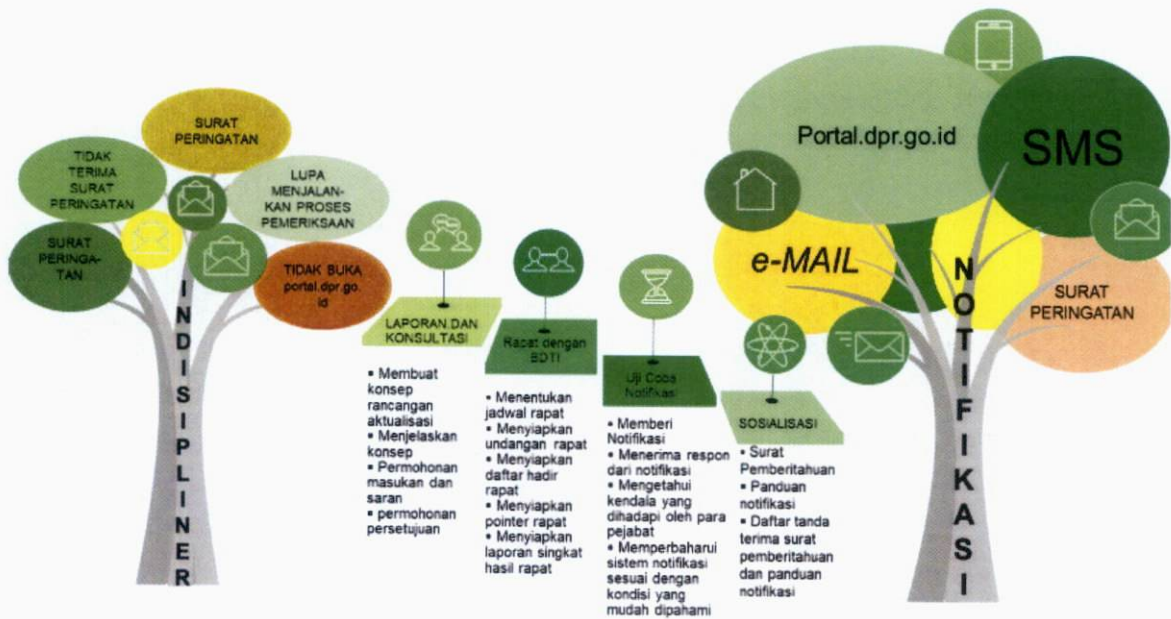 SURAT
PERINGATAN
TIDAK
TERIMA
SURAT
PERINGATAN
LUPA
MENJALAN-
KAN PROSES
PEMERIKSAAN
SURAT
PERINGA-
TAN
TIDAK BUKA
portal.dpr.go.
id
INDISIPLINER
LAPORAN DAN
KONSULTASI
▪ Membuat
konsep
rancangan
aktualisasi
▪ Menjelaskan
konsep
▪ Permohonan
masukan dan
saran
▪ permohonan
persetujuan
Rapat dengan
BDTI
▪ Menentukan
jadwal rapat
▪ Menyiapkan
undangan rapat
▪ Menyiapkan
daftar hadir
rapat
▪ Menyiapkan
pointer rapat
▪ Menyiapkan
laporan singkat
hasil rapat
Uji Coba
Notifikasi
▪ Memberi
Notifikasi
▪ Menerima respon
dari notifikasi
▪ Mengetahui
kendala yang
dihadapi oleh para
pejabat
▪ Memperbaharui
sistem notifikasi
sesuai dengan
kondisi yang
mudah dipahami
SOSIALISASI
▪ Surat
Pemberitahuan
▪ Panduan
notifikasi
▪ Daftar tanda
terima surat
pemberitahuan
dan panduan
notifikasi
Portal.dpr.go.id
SMS
e-MAIL
SURAT
PERINGATAN
NOTIFIKASI